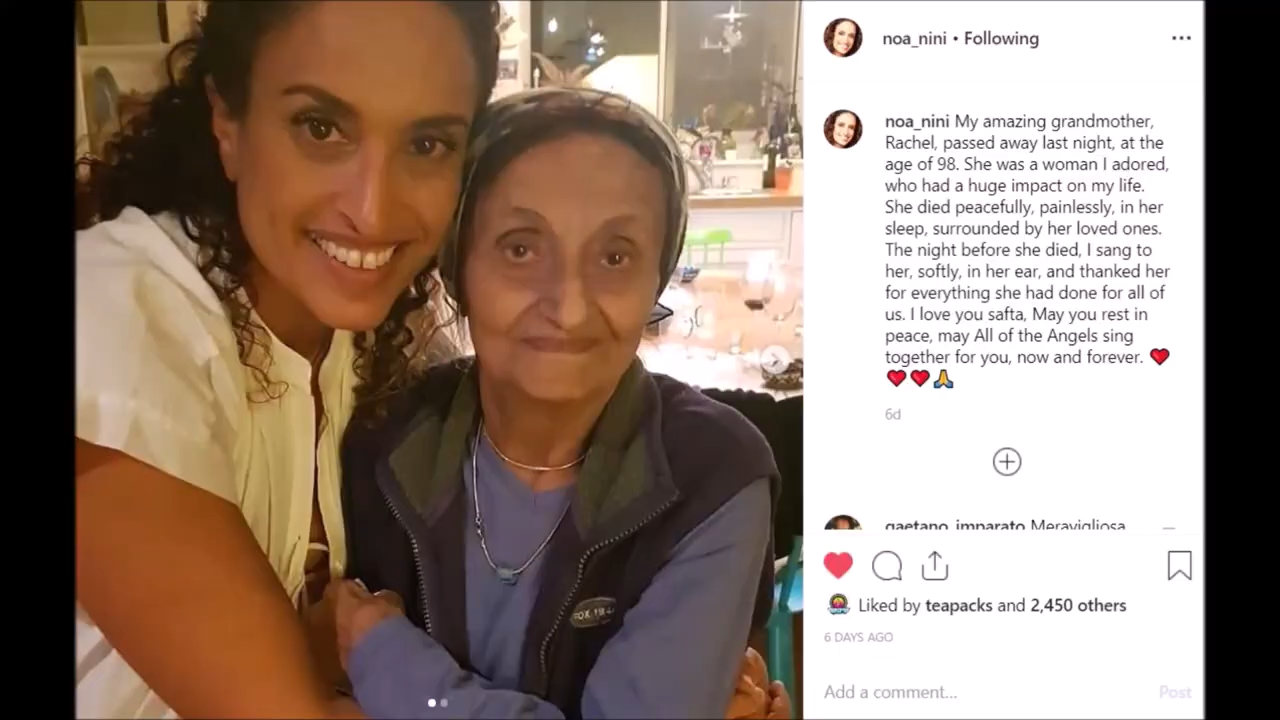 noa_nini • Following
noa_nini My amazing grandmother,
Rachel, passed away last night, at the
age of 98. She was a woman I adored,
who had a huge impact on my life.
She died peacefully, painlessly, in her
sleep, surrounded by her loved ones.
The night before she died, I sang to
her, softly, in her ear, and thanked her
for everything she had done for all of
us. I love you safta, May you rest in
peace, may All of the Angels sing
together for you, now and forever. ❤️
❤️❤️🙏
6d
gaetano_imparato Meravigliosa
Liked by teapacks and 2,450 others
6 DAYS AGO
Add a comment... Post